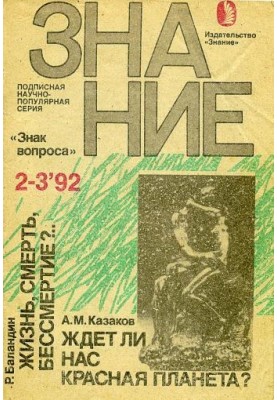 ЗНА
НИЕ
Издательство
«Знание»
ПОДПИСНАЯ
НАУЧНО-
ПОПУЛЯРНАЯ
СЕРИЯ
«Знак
вопроса»
2-3'92
Р. Баландин
ЖИЗНЬ, СМЕРТЬ,
БЕССМЕРТИЕ?..
А.М. Казаков
ЖДЕТ ЛИ
НАС
КРАСНАЯ ПЛАНЕТА?